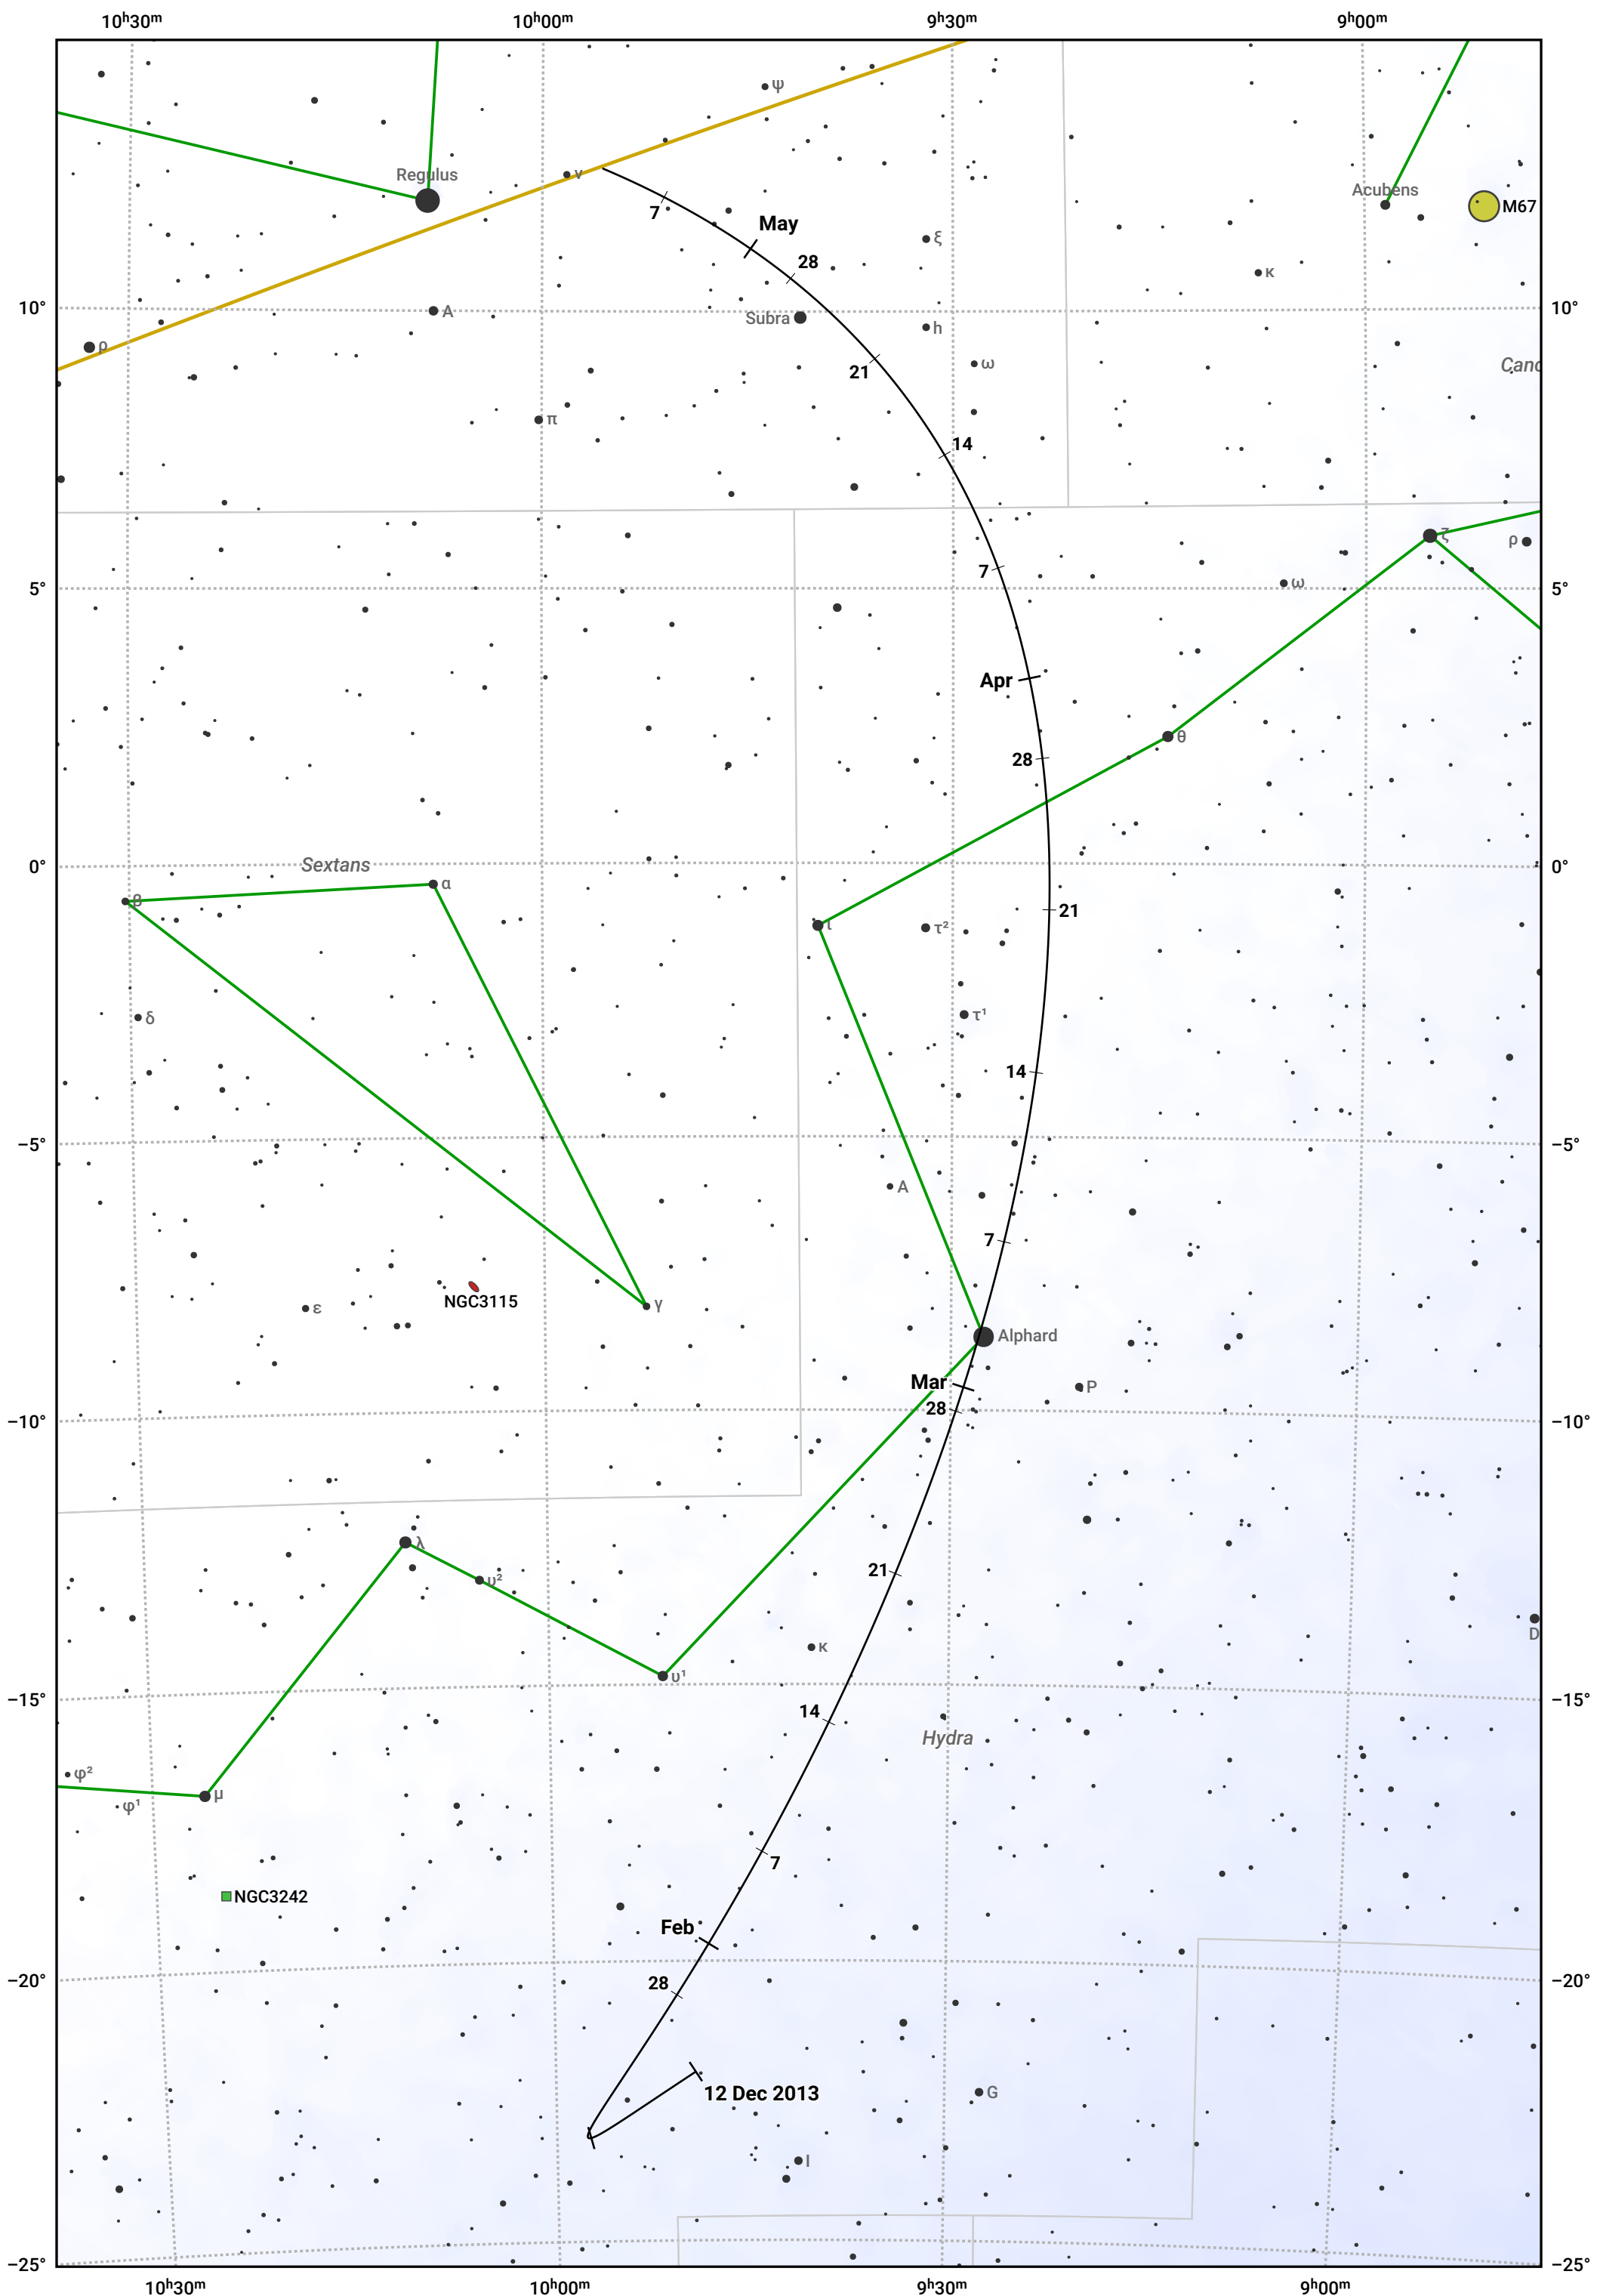 10h30m 10h00m 9h30m 9h00m
ψ
Regulus ν Acubens
7 M67
May
ξ
28 κ
10° A Subra 10°
h
ρ
ω Canc
21
π
14
ζ ρ
7
5° ω 5°
Apr
θ
28
0° Sextans 0°
α
β
21
ι τ²
δ τ¹
14
−5° −5°
A
7
NGC3115
ε γ
Alphard
Mar P
28
−10° −10°
λ
21
υ²
D
κ
υ¹
−15° −15°
14
Hydra
φ²
μ
φ¹
7
NGC3242
Feb
−20° 28 −20°
12 Dec 2013 G
I
−25° −25°
10h30m 10h00m 9h30m 9h00m